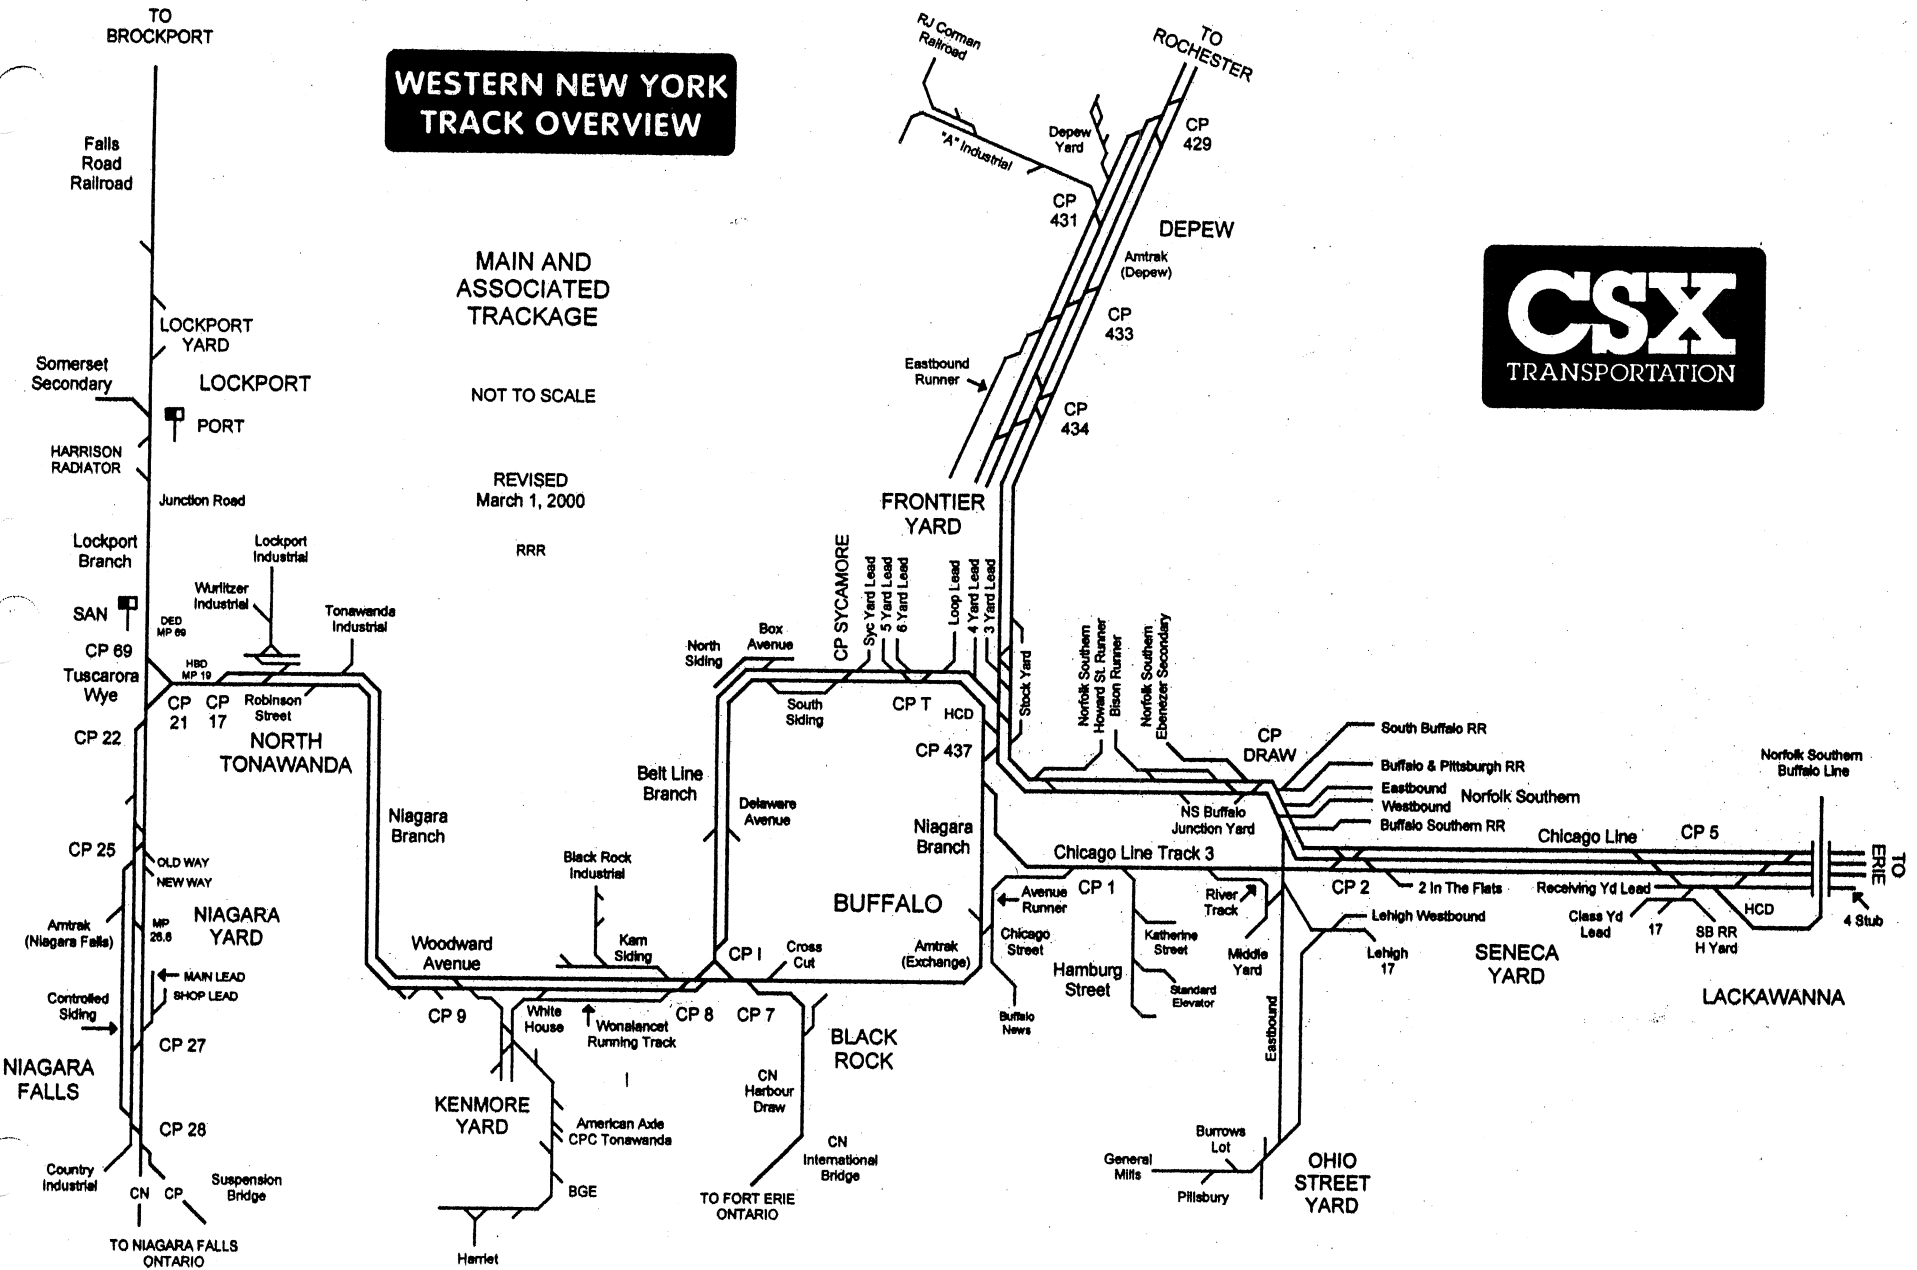 TO
BROCKPORT
WESTERN NEW YORK
TRACK OVERVIEW
RJ Corman
Railroad
TO
ROCHESTER
Falls
Road
Railroad
"A" Industrial
Depew
Yard
CP
429
CP
431
DEPEW
Amtrak
(Depew)
MAIN AND
ASSOCIATED
TRACKAGE
CSX
TRANSPORTATION
LOCKPORT
YARD
CP
433
Somerset
Secondary
LOCKPORT
Eastbound
Runner
NOT TO SCALE
PORT
CP
434
HARRISON
RADIATOR
Junction Road
REVISED
March 1, 2000
FRONTIER
YARD
RRR
Lockport
Branch
Lockport
Industrial
Wurlitzer
Industrial
SAN
DED
MP 69
Tonawanda
Industrial
CP 69
Tuscarora
Wye
HBD
MP 19
CP
21
CP
17
Robinson
Street
CP 22
NORTH
TONAWANDA
North
Siding
Box
Avenue
CP SYCAMORE
Syc Yard Lead
5 Yard Lead
6 Yard Lead
Loop Lead
4 Yard Lead
3 Yard Lead
Stock Yard
South
Siding
CP T
HCD
CP 437
Norfolk Southern
Howard St. Runner
Bison Runner
Norfolk Southern
Ebenezer Secondary
CP
DRAW
South Buffalo RR
Buffalo & Pittsburgh RR
Eastbound
Westbound
Norfolk Southern
Buffalo Southern RR
Norfolk Southern
Buffalo Line
NS Buffalo
Junction Yard
Belt Line
Branch
Delaware
Avenue
Niagara
Branch
Niagara
Branch
Chicago Line
CP 5
TO
ERIE
Chicago Line Track 3
CP 25
OLD WAY
NEW WAY
Black Rock
Industrial
BUFFALO
Avenue
Runner
CP 1
River
Track
CP 2
2 In The Flats
Receiving Yd Lead
Class Yd
Lead
17
SB RR
H Yard
HCD
4 Stub
Amtrak
(Niagara Falls)
MP
26.6
NIAGARA
YARD
Woodward
Avenue
Kam
Siding
CP I
Cross
Cut
Amtrak
(Exchange)
Chicago
Street
Katherine
Street
Middle
Yard
Lehigh Westbound
Lehigh
17
SENECA
YARD
LACKAWANNA
MAIN LEAD
SHOP LEAD
Controlled
Siding
CP 9
White
House
Wonalancet
Running Track
CP 8
CP 7
Hamburg
Street
Standard
Elevator
Buffalo
News
Eastbound
CP 27
BLACK
ROCK
NIAGARA
FALLS
KENMORE
YARD
CN
Harbour
Draw
American Axle
CPC Tonawanda
CP 28
CN
International
Bridge
Burrows
Lot
General
Mills
Pillsbury
OHIO
STREET
YARD
Country
Industrial
CN
CP
Suspension
Bridge
BGE
TO FORT ERIE
ONTARIO
TO NIAGARA FALLS
ONTARIO
Harriet